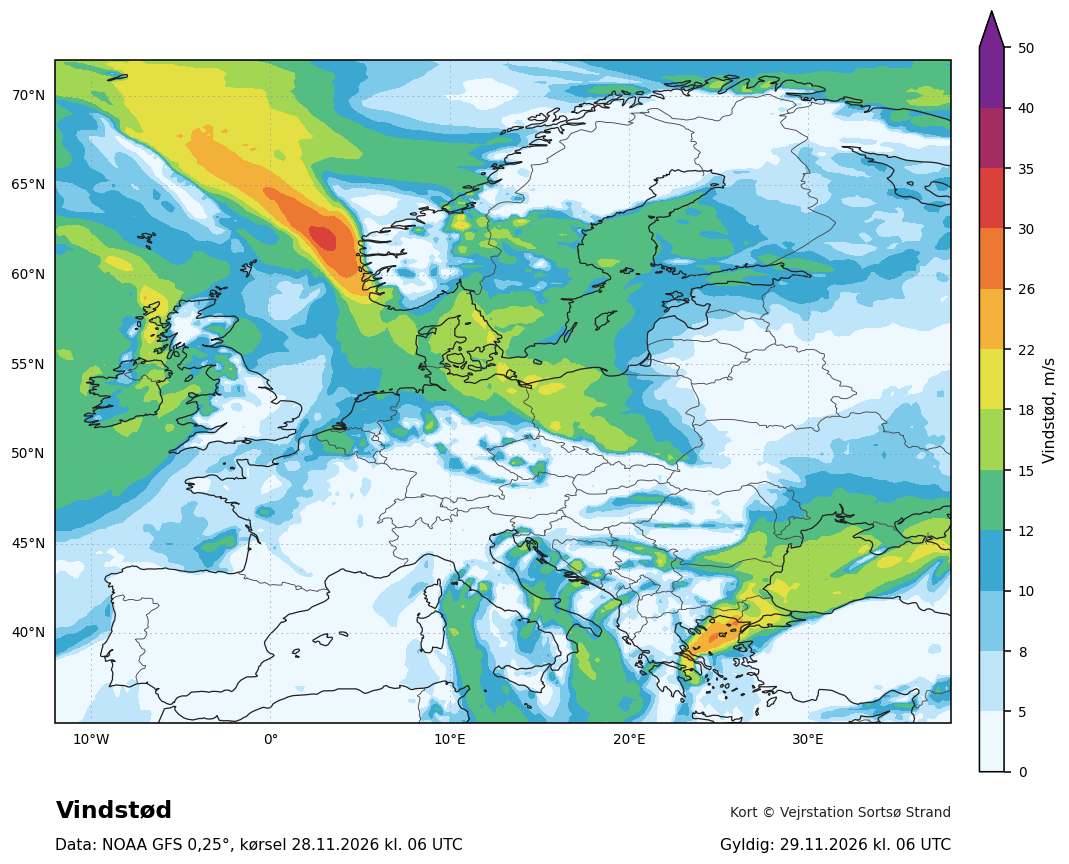 50
40
35
30
26
22
18
15
12
10
8
5
0
Vindstød, m/s
70°N
65°N
60°N
55°N
50°N
45°N
40°N
10°W
0°
10°E
20°E
30°E
Vindstød
Kort © Vejrstation Sortsø Strand
Data: NOAA GFS 0,25°, kørsel 28.11.2026 kl. 06 UTC
Gyldig: 29.11.2026 kl. 06 UTC